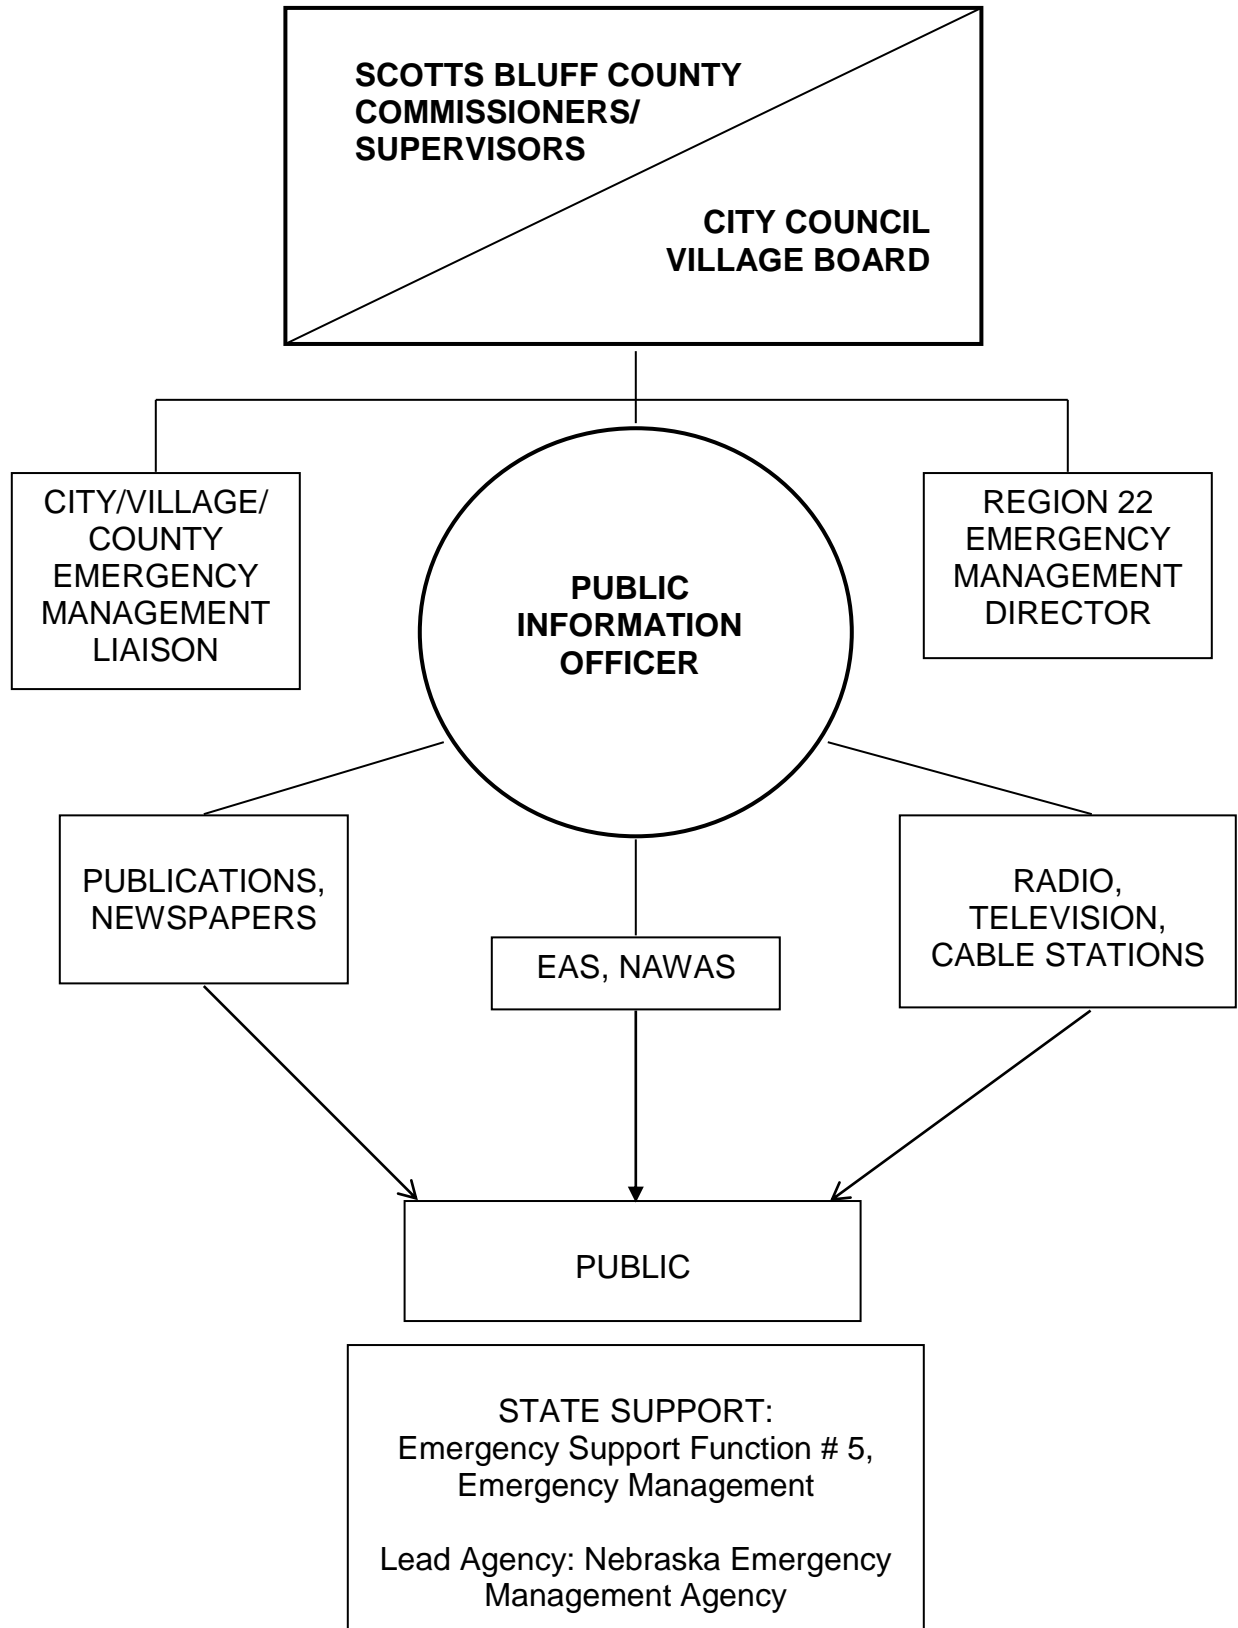 SCOTTS BLUFF COUNTY
COMMISSIONERS/
SUPERVISORS
CITY COUNCIL
VILLAGE BOARD
CITY/VILLAGE/
COUNTY
EMERGENCY
MANAGEMENT
LIAISON
PUBLIC
INFORMATION
OFFICER
REGION 22
EMERGENCY
MANAGEMENT
DIRECTOR
PUBLICATIONS,
NEWSPAPERS
EAS, NAWAS
RADIO,
TELEVISION,
CABLE STATIONS
PUBLIC
STATE SUPPORT:
Emergency Support Function # 5,
Emergency Management
Lead Agency: Nebraska Emergency
Management Agency